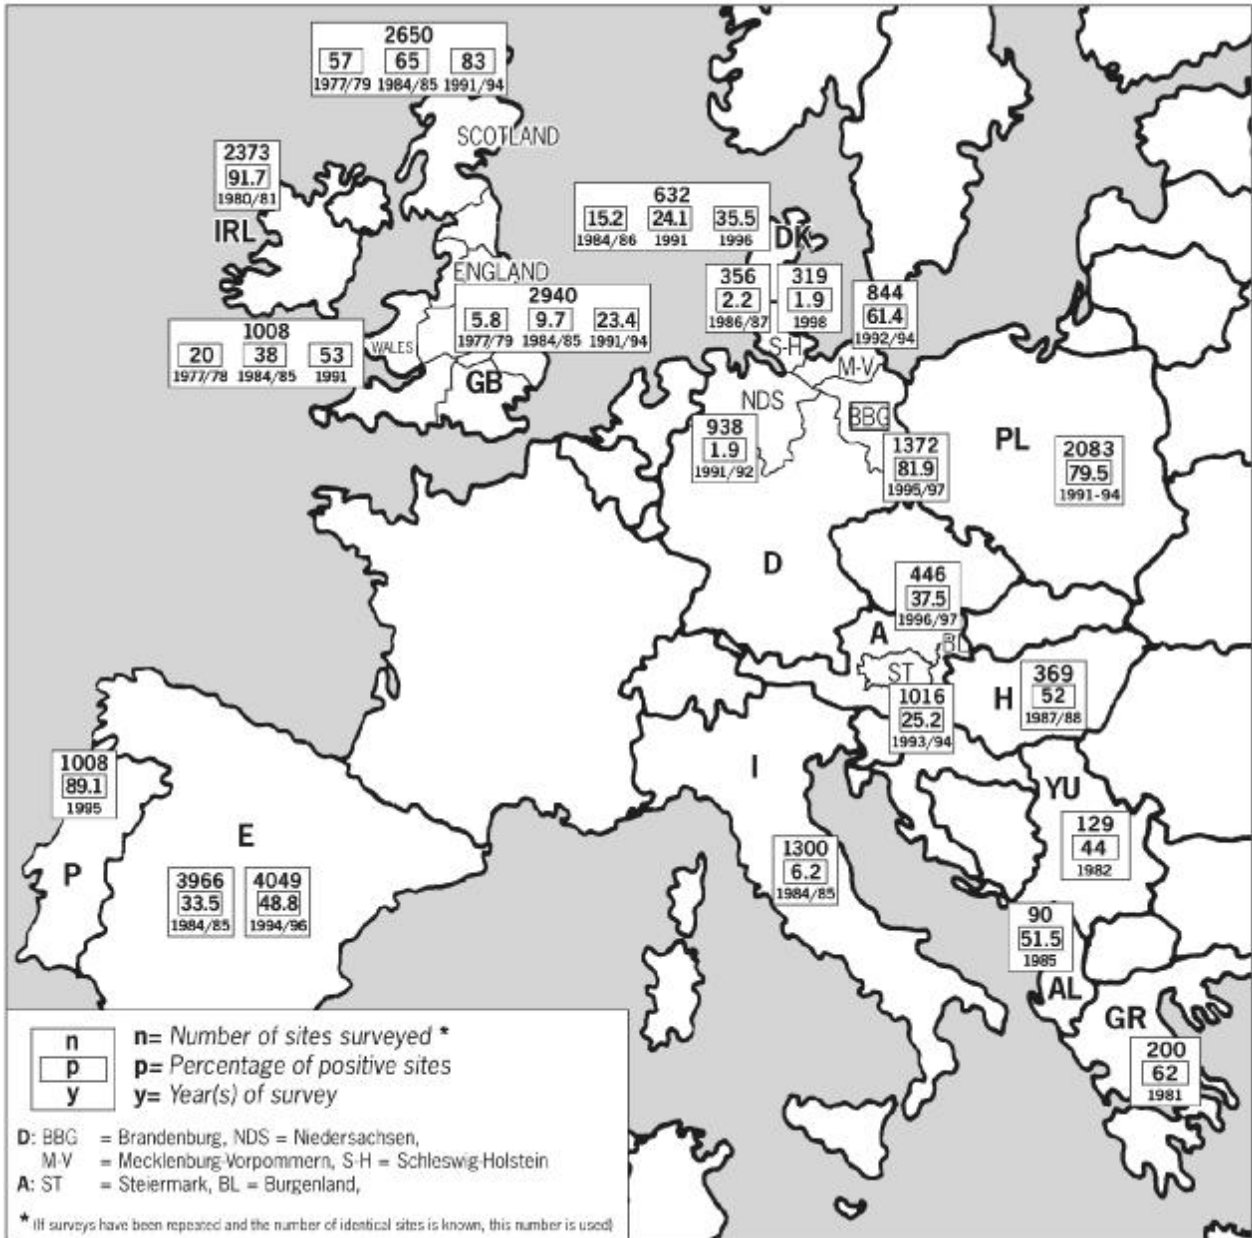 2650
57 65 83
1977/79 1984/85 1991/94
SCOTLAND
2373
91.7
1980/81
IRL
632
15.2 24.1 35.5
1984/86 1991 1996
DK
ENGLAND
2940
5.8 9.7 23.4
1977/79 1984/85 1991/94
356
2.2
1986/87
319
1.9
1998
844
61.4
1992/94
1008
20 38 53
1977/78 1984/85 1991
WALES
GB
S-H
M-V
NDS
BBG
938
1.9
1991/92
1372
81.9
1995/97
PL
2083
79.5
1991-94
D
446
37.5
1996/97
A
BL
ST
1016
25.2
1993/94
H
369
52
1987/88
1008
89.1
1995
P
E
3966
33.5
1984/85
4049
48.8
1994/96
I
1300
6.2
1984/85
YU
129
44
1982
90
51.5
1985
AL
GR
200
62
1981
n n= Number of sites surveyed *
p p= Percentage of positive sites
y y= Year(s) of survey
D: BBG = Brandenburg, NDS = Niedersachsen,
M-V = Mecklenburg-Vorpommern, S-H = Schleswig-Holstein
A: ST = Steiermark, BL = Burgenland,
* (If surveys have been repeated and the number of identical sites is known, this number is used)